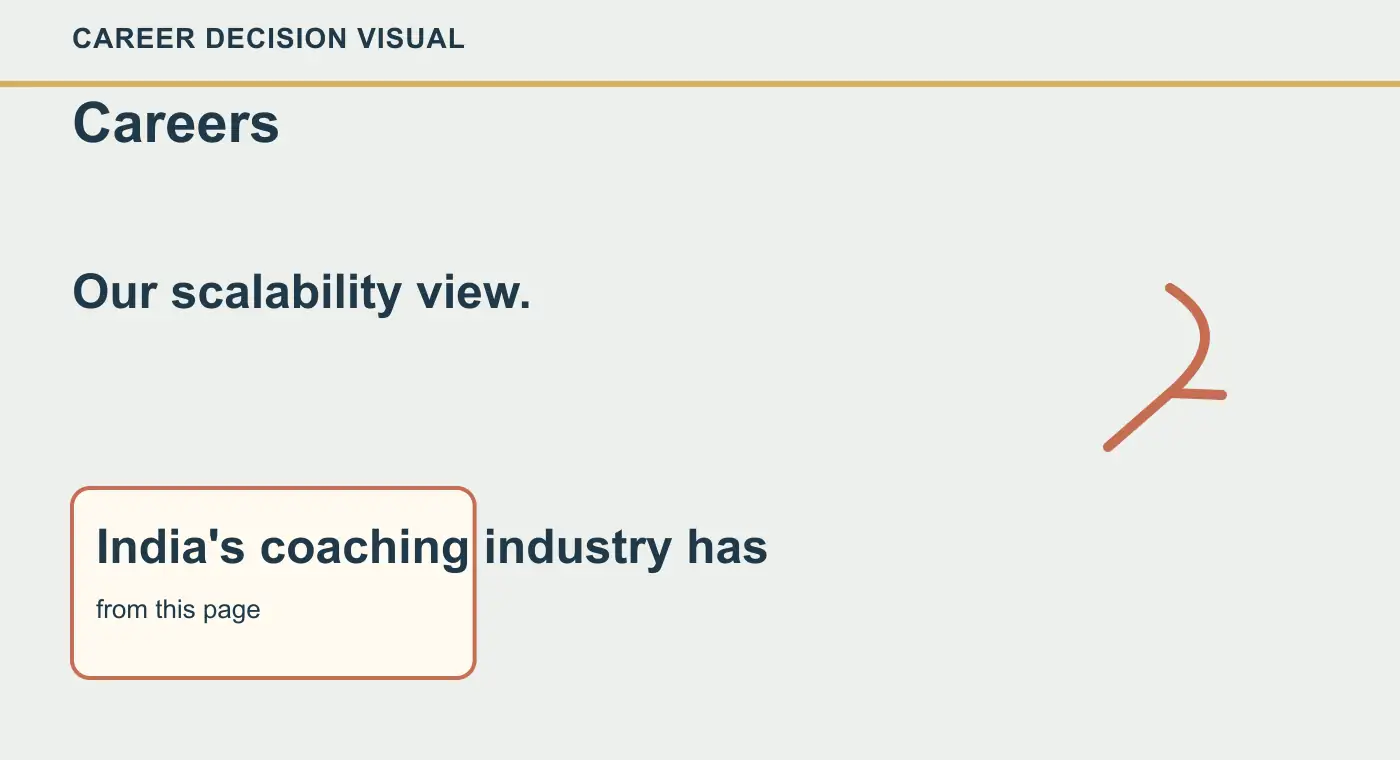 CAREER DECISION VISUAL
Careers
Our scalability view.
India's coaching industry has
from this page